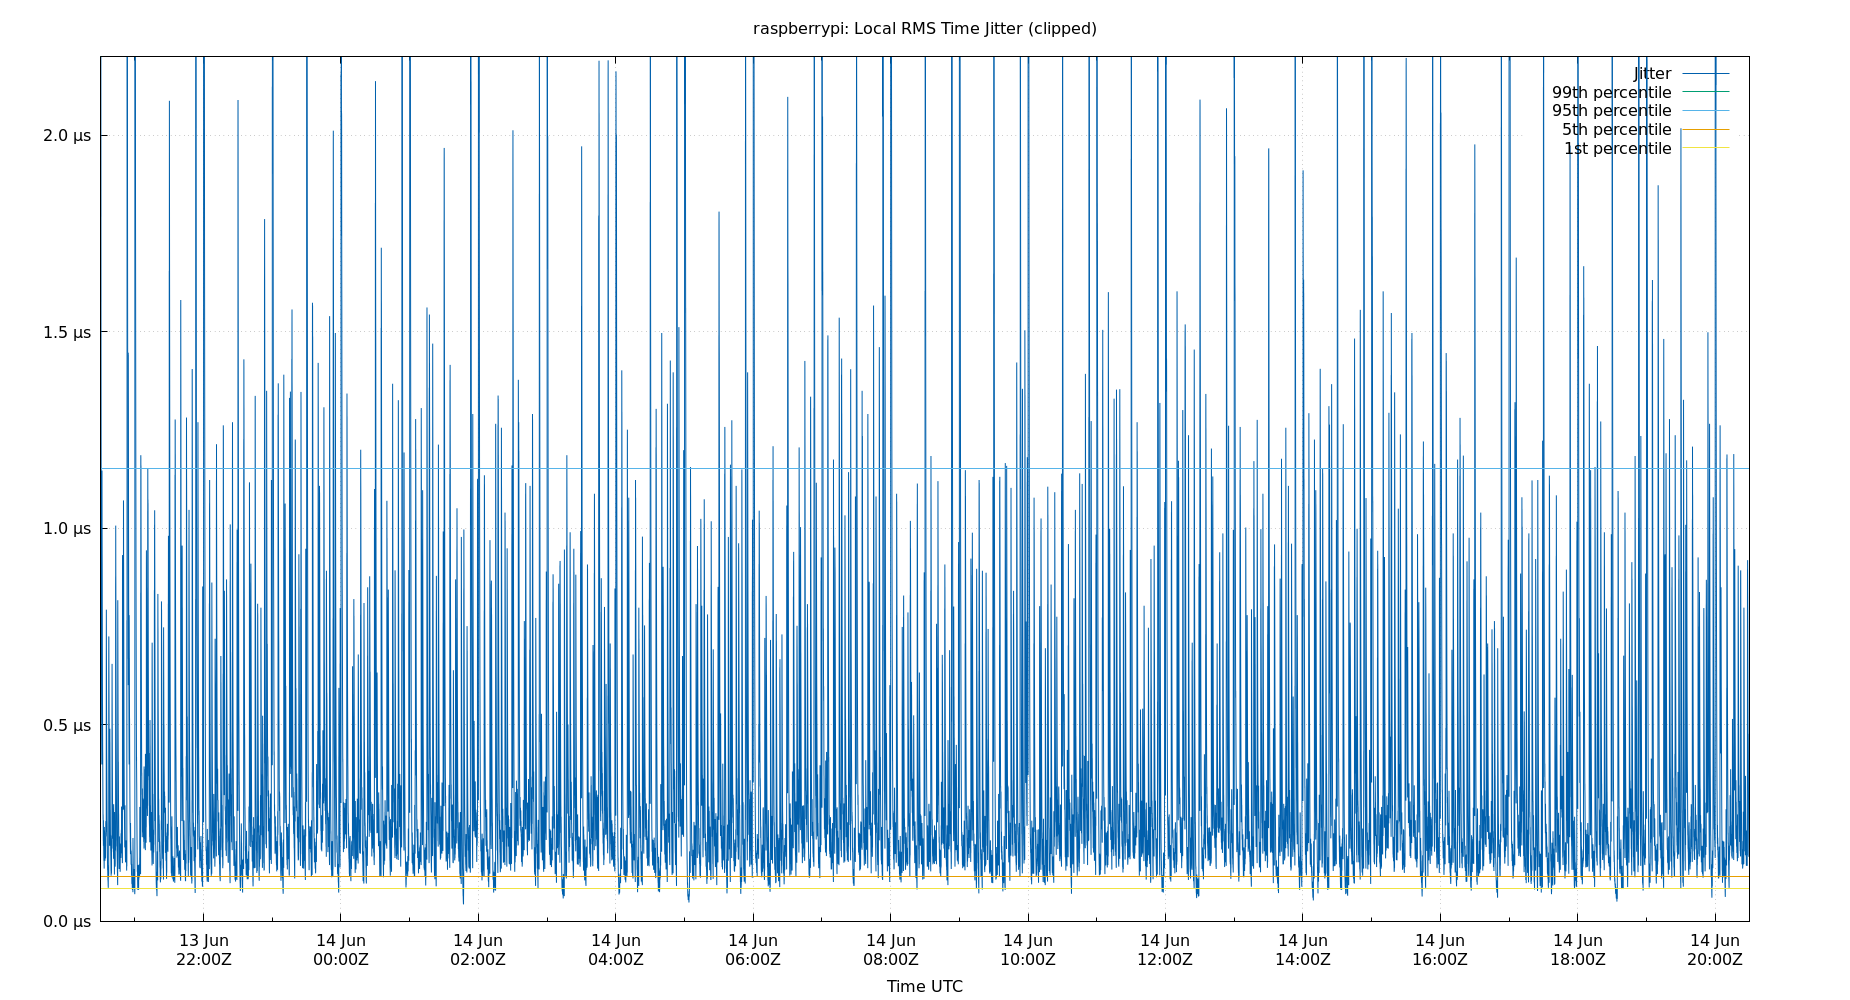 raspberrypi: Local RMS Time Jitter (clipped)
Jitter
99th percentile
95th percentile
5th percentile
1st percentile
2.0 µs
1.5 µs
1.0 µs
0.5 µs
0.0 µs
13 Jun 14 Jun 14 Jun 14 Jun 14 Jun 14 Jun 14 Jun 14 Jun 14 Jun 14 Jun 14 Jun 14 Jun
22:00Z 00:00Z 02:00Z 04:00Z 06:00Z 08:00Z 10:00Z 12:00Z 14:00Z 16:00Z 18:00Z 20:00Z
Time UTC